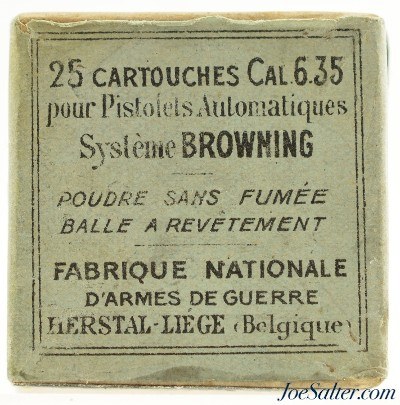 25 CARTOUCHES CAL. 6.35
pour Pistolets Automatiques
Système BROWNING
POUDRE SANS FUMÉE
BALLE A REVÊTEMENT
FABRIQUE NATIONALE
D'ARMES DE GUERRE
HERSTAL-LIÉGE (Belgique)
JoeSalter.com